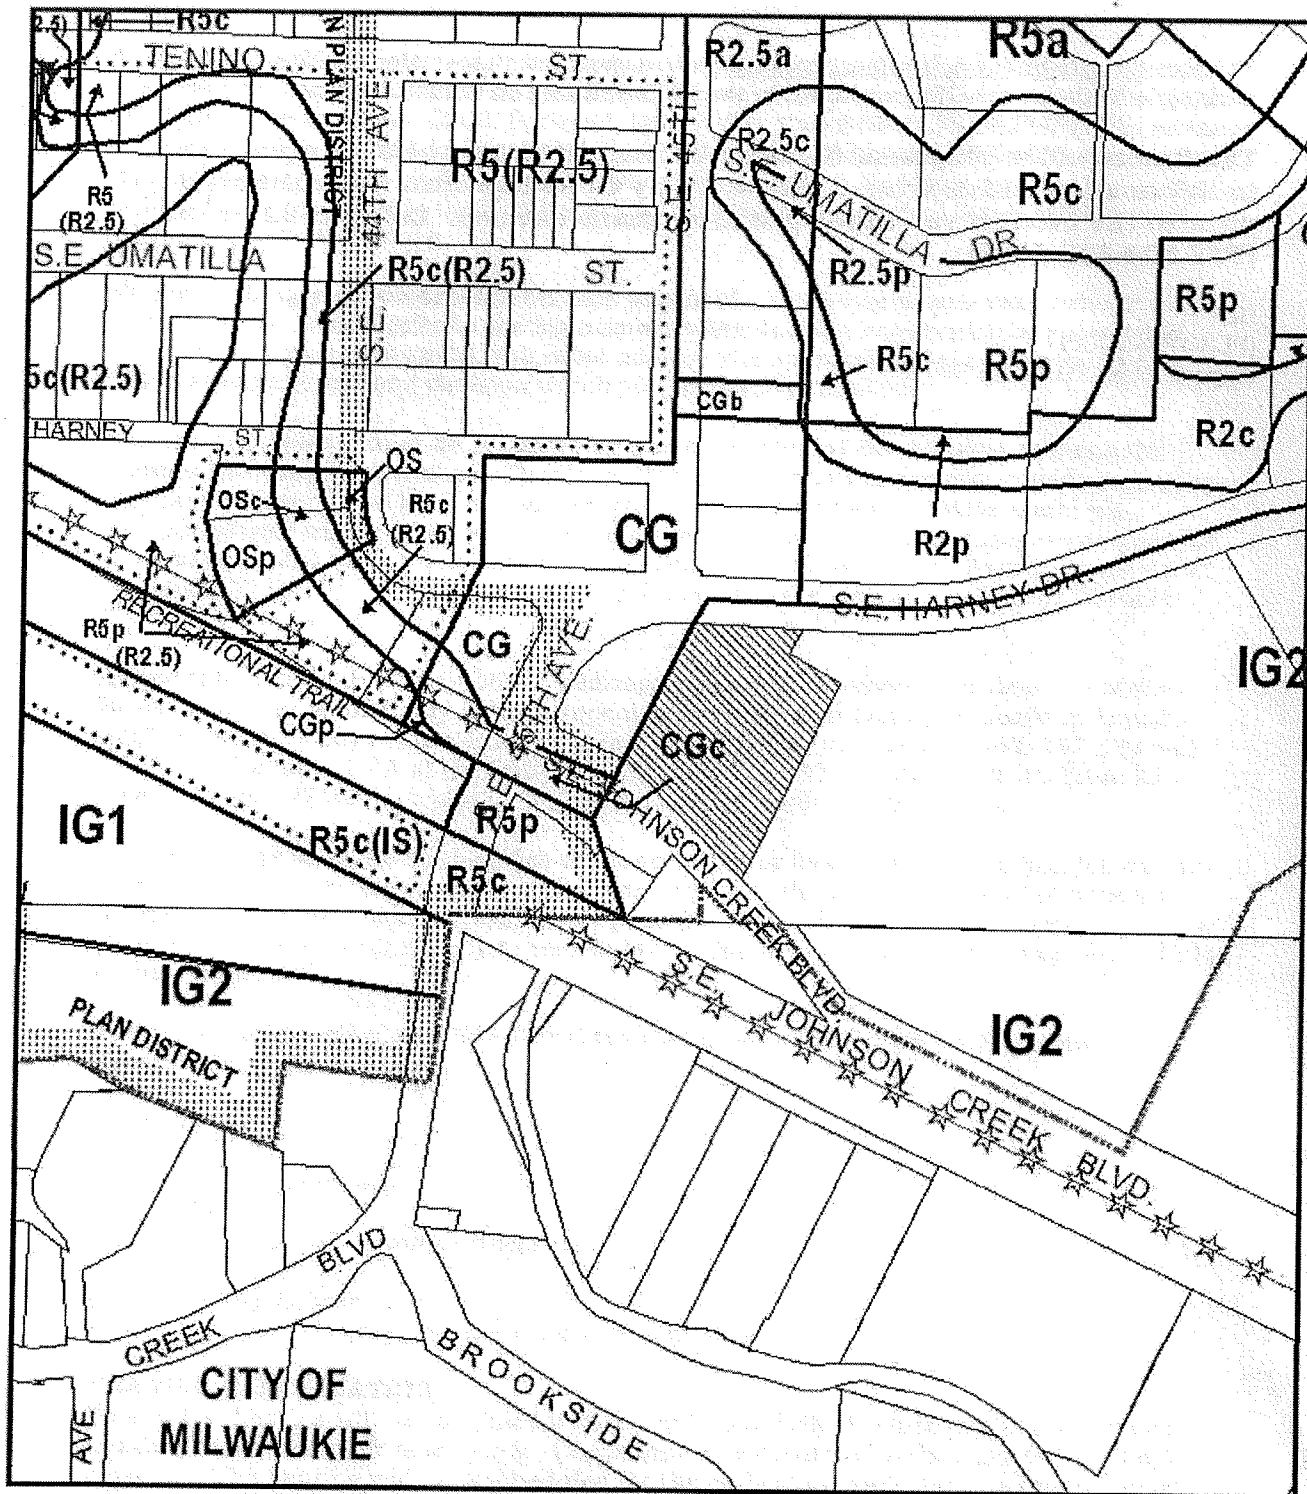 2.5)
R5c
TENINO
ST.
R2.5a
R5a
N PLAN DISTRICT
44TH AVE
S.E.
R5
(R2.5)
R5(R2.5)
S.E. 45TH
R2.5c
S.E. UMATILLA DR.
R5c
R2.5p
S.E. UMATILLA
ST.
R5c(R2.5)
R5p
5c(R2.5)
R5c
R5p
CGb
R2c
HARNEY
ST.
OS
OSc
R5c
(R2.5)
OSp
CG
R2p
S.E. HARNEY DR.
RECREATIONAL TRAIL
R5p
(R2.5)
CG
IG2
CGp
S.E. 45TH AVE.
CGc
S.E. JOHNSON CREEK BLVD.
IG1
R5c(IS)
R5p
R5c
IG2
PLAN DISTRICT
S.E. JOHNSON CREEK BLVD.
IG2
CREEK BLVD
BROOKSIDE
CITY OF
MILWAUKIE
AVE